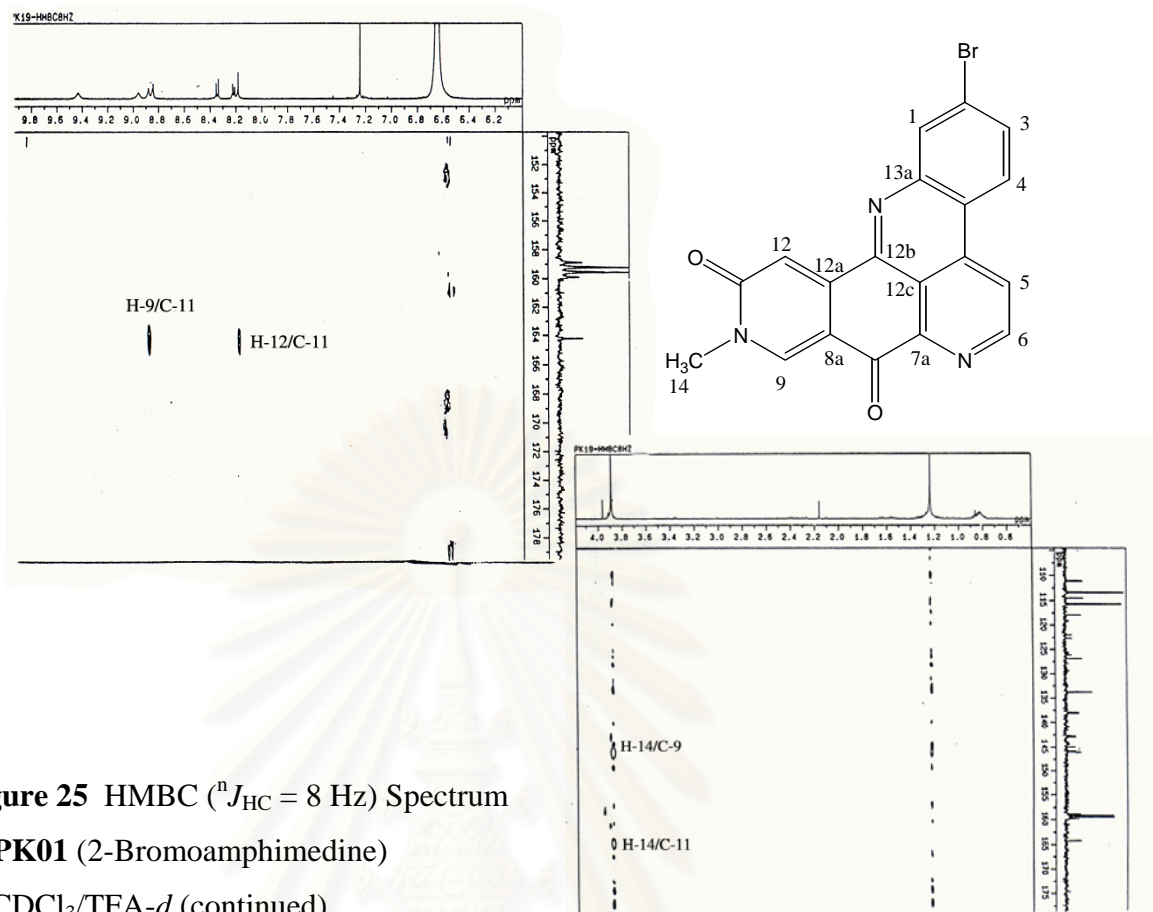 PK19-HMBC8HZ
9.8 9.6 9.4 9.2 9.0 8.8 8.6 8.4 8.2 8.0 7.8 7.6 7.4 7.2 7.0 6.8 6.6 6.4 6.2
ppm
ppm
152
154
156
158
160
162
164
166
168
170
172
174
176
178
H-9/C-11
H-12/C-11
Br
1
3
13a
4
N
12
12b
O
12a
5
12c
N
6
8a
7a
N
H₃C
14
9
O
PK19-HMBC8HZ
4.0 3.8 3.6 3.4 3.2 3.0 2.8 2.6 2.4 2.2 2.0 1.8 1.6 1.4 1.2 1.0 0.8 0.6
ppm
ppm
110
115
120
125
130
135
140
145
150
155
160
165
170
175
H-14/C-9
H-14/C-11
gure 25 HMBC (ⁿJHC = 8 Hz) Spectrum
PK01 (2-Bromoamphimedine)
CDCl₃/TFA-d (continued)